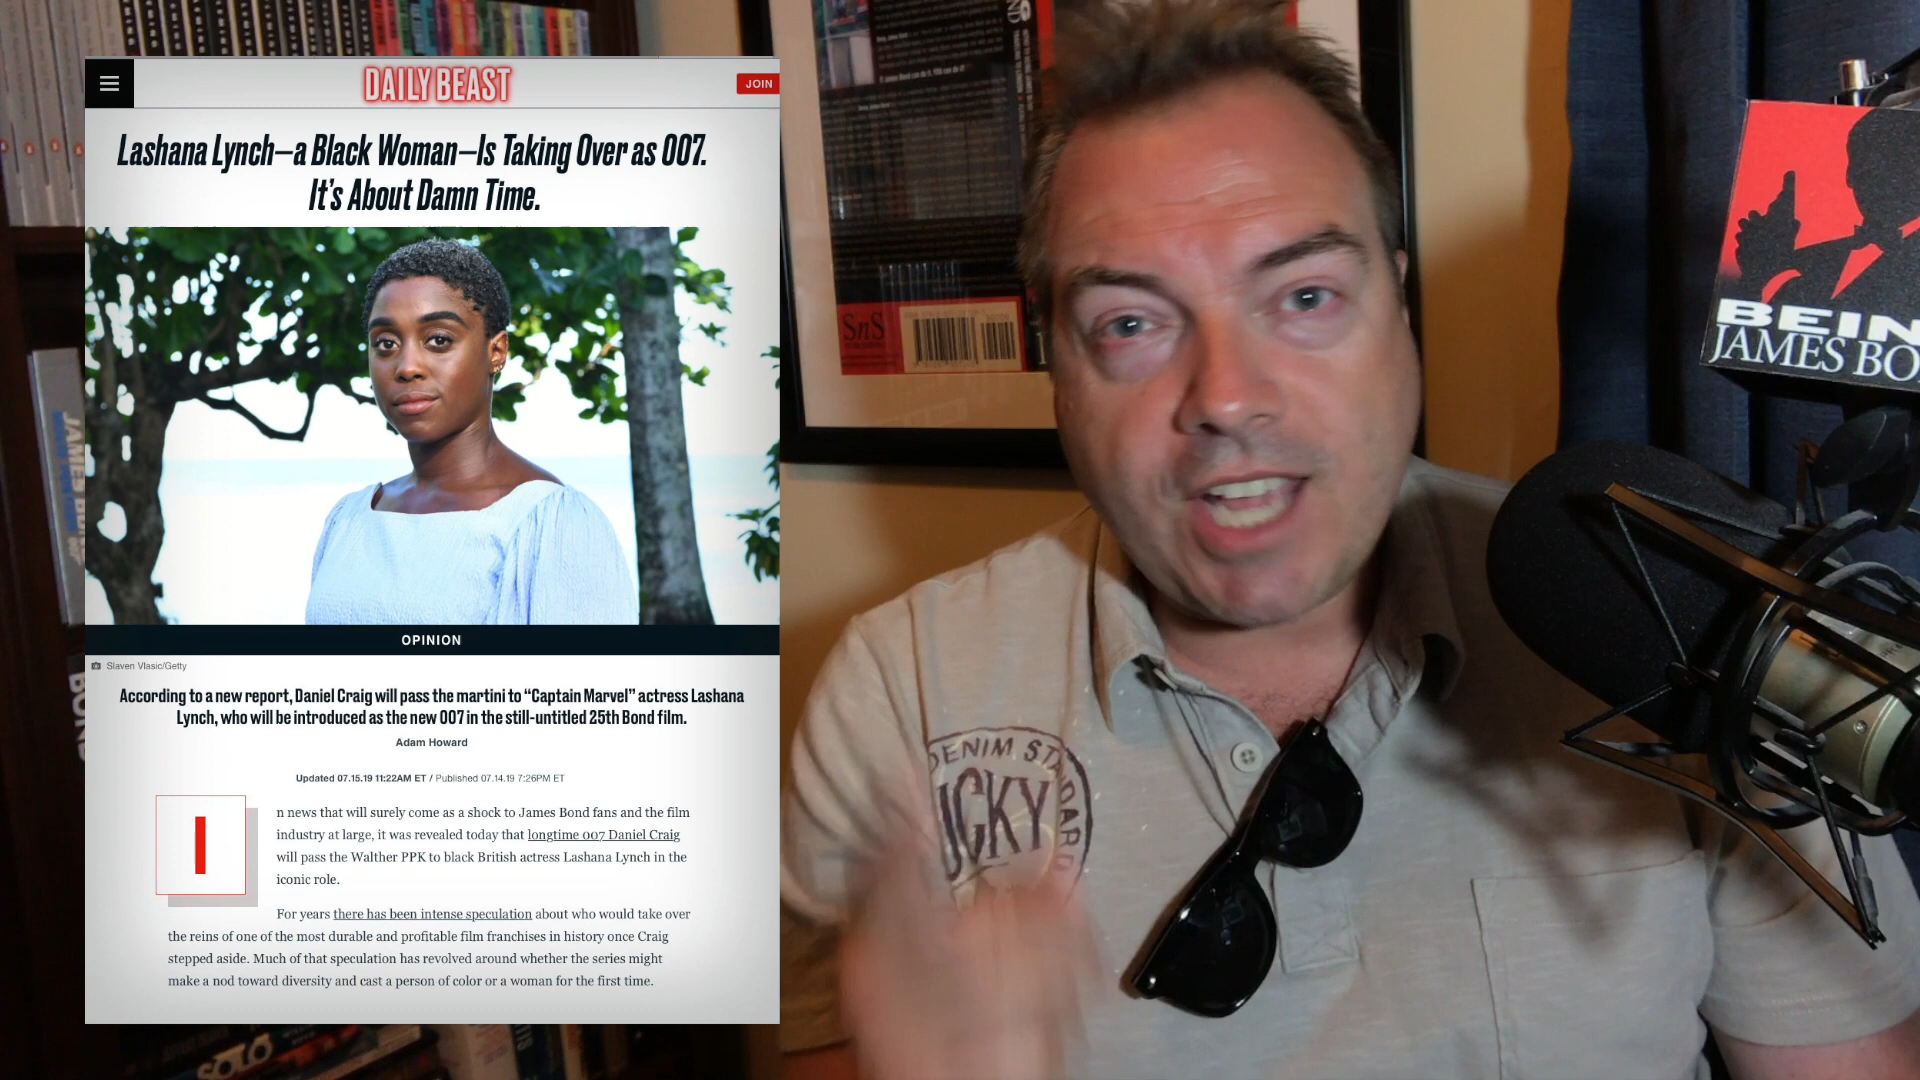 DAILY BEAST
JOIN
Lashana Lynch—a Black Woman—Is Taking Over as 007.
It's About Damn Time.
OPINION
Slaven Vlasic/Getty
According to a new report, Daniel Craig will pass the martini to “Captain Marvel” actress Lashana
Lynch, who will be introduced as the new 007 in the still-untitled 25th Bond film.
Adam Howard
Updated 07.15.19 11:22AM ET / Published 07.14.19 7:26PM ET
In news that will surely come as a shock to James Bond fans and the film
industry at large, it was revealed today that longtime 007 Daniel Craig
will pass the Walther PPK to black British actress Lashana Lynch in the
iconic role.
For years there has been intense speculation about who would take over
the reins of one of the most durable and profitable film franchises in history once Craig
stepped aside. Much of that speculation has revolved around whether the series might
make a nod toward diversity and cast a person of color or a woman for the first time.
SOLO
SnS
BEIN
JAMES BO
DENIM STANDARD
UCKY